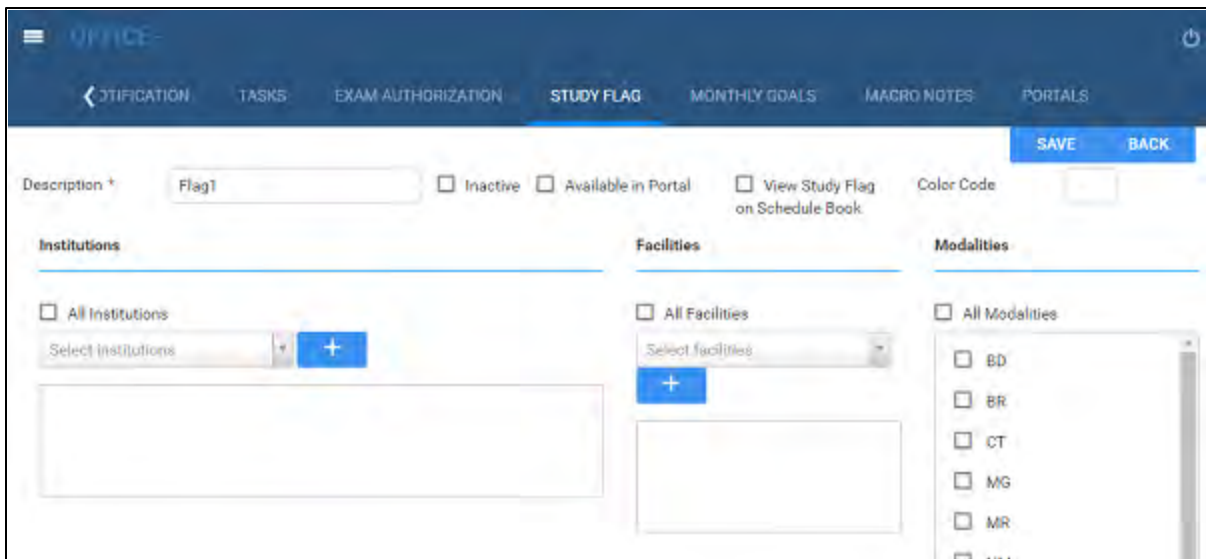 OFFICE
OTIFICATION TASKS EXAM AUTHORIZATION STUDY FLAG MONTHLY GOALS MACRO NOTES PORTALS
SAVE BACK
Description * Flag1 Inactive Available in Portal View Study Flag Color Code
on Schedule Book
Institutions Facilities Modalities
All Institutions All Facilities All Modalities
Select institutions + Select facilities
BD
+
BR
CT
MG
MR